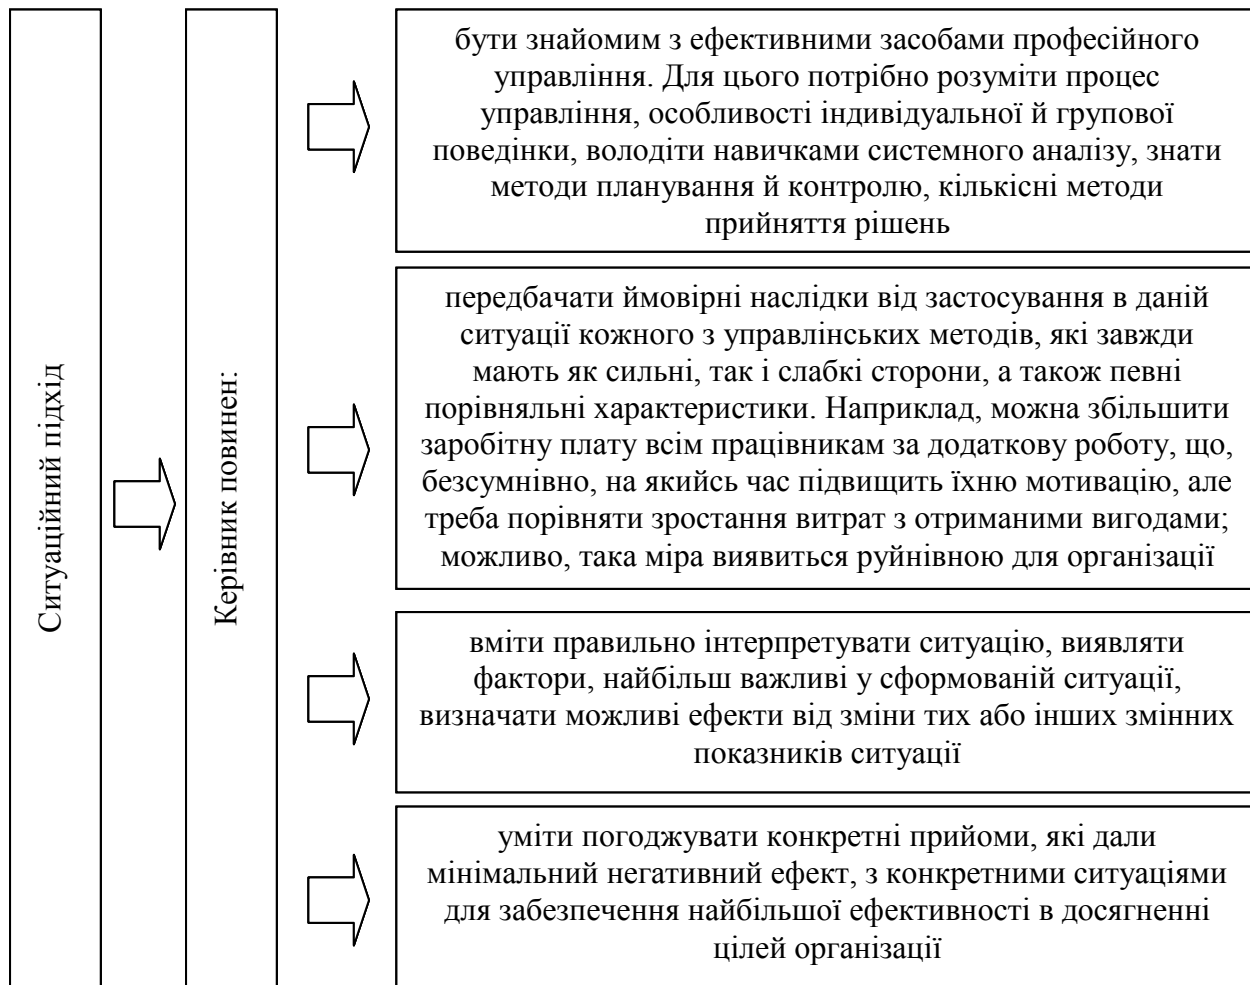 Ситуаційний підхід
Керівник повинен:
бути знайомим з ефективними засобами професійного
управління. Для цього потрібно розуміти процес
управління, особливості індивідуальної й групової
поведінки, володіти навичками системного аналізу, знати
методи планування й контролю, кількісні методи
прийняття рішень
передбачати ймовірні наслідки від застосування в даній
ситуації кожного з управлінських методів, які завжди
мають як сильні, так і слабкі сторони, а також певні
порівняльні характеристики. Наприклад, можна збільшити
заробітну плату всім працівникам за додаткову роботу, що,
безсумнівно, на якийсь час підвищить їхню мотивацію, але
треба порівняти зростання витрат з отриманими вигодами;
можливо, така міра виявиться руйнівною для організації
вміти правильно інтерпретувати ситуацію, виявляти
фактори, найбільш важливі у сформованій ситуації,
визначати можливі ефекти від зміни тих або інших змінних
показників ситуації
уміти погоджувати конкретні прийоми, які дали
мінімальний негативний ефект, з конкретними ситуаціями
для забезпечення найбільшої ефективності в досягненні
цілей організації